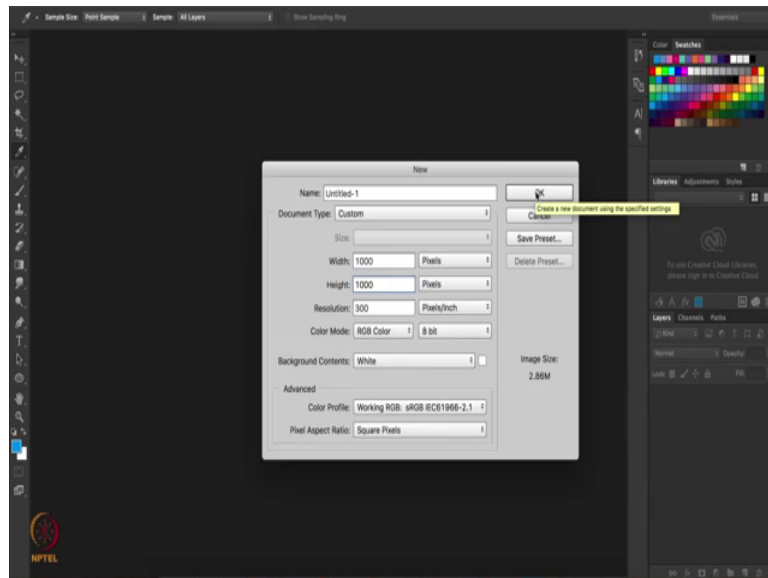 Sample Size: Point Sample Sample: All Layers Show Sampling Ring Essentials
Color Swatches
New
Name: Untitled-1 OK
Create a new document using the specified settings
Document Type: Custom Cancel
Size: Save Preset...
Width: 1000 Pixels Delete Preset...
Height: 1000 Pixels
Resolution: 300 Pixels/Inch
Color Mode: RGB Color 8 bit
Background Contents: White
Image Size:
2.86M
Advanced
Color Profile: Working RGB: sRGB IEC61966-2.1
Pixel Aspect Ratio: Square Pixels
Libraries Adjustments Styles
To use Creative Cloud Libraries,
please sign in to Creative Cloud
Layers Channels Paths
Kind
Normal Opacity:
Lock: Fill:
NPTEL